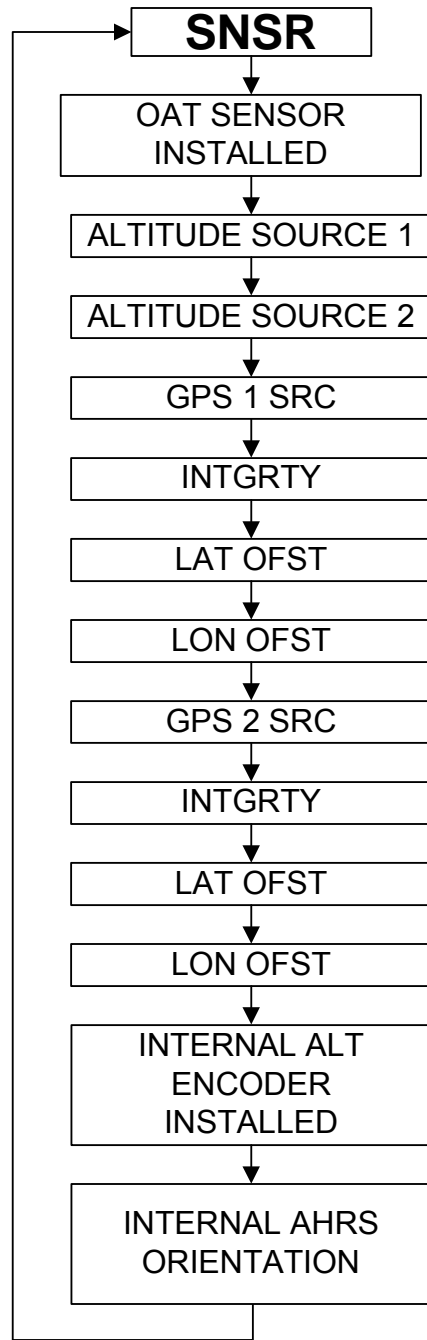 SNSR
OAT SENSOR
INSTALLED
ALTITUDE SOURCE 1
ALTITUDE SOURCE 2
GPS 1 SRC
INTGRTY
LAT OFST
LON OFST
GPS 2 SRC
INTGRTY
LAT OFST
LON OFST
INTERNAL ALT
ENCODER
INSTALLED
INTERNAL AHRS
ORIENTATION